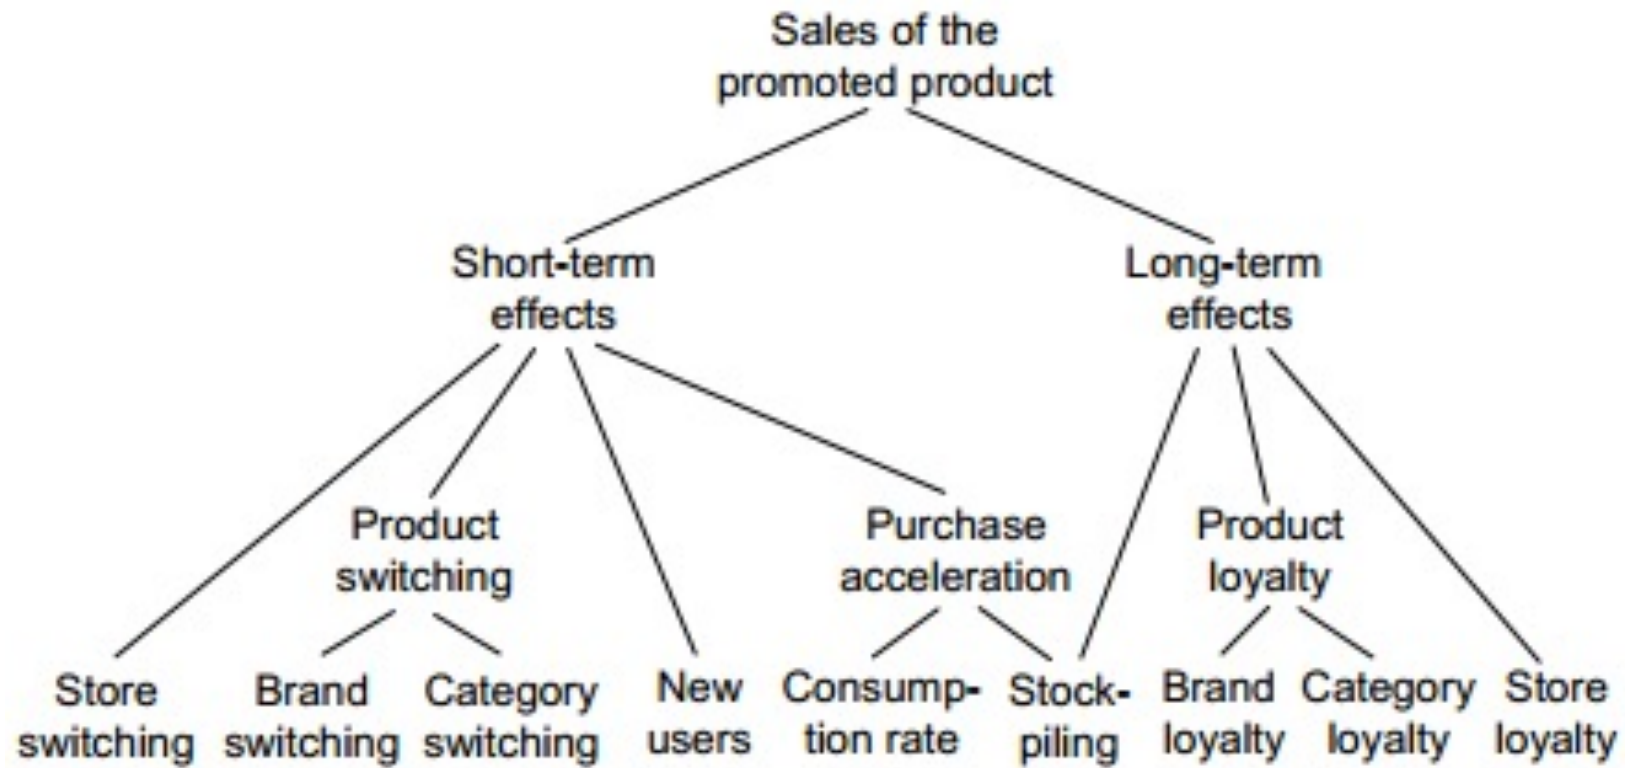 Sales of the
promoted product
Short-term
effects
Long-term
effects
Product
switching
Purchase
acceleration
Product
loyalty
Store
switching
Brand
switching
Category
switching
New
users
Consump-
tion rate
Stock-
piling
Brand
loyalty
Category
loyalty
Store
loyalty